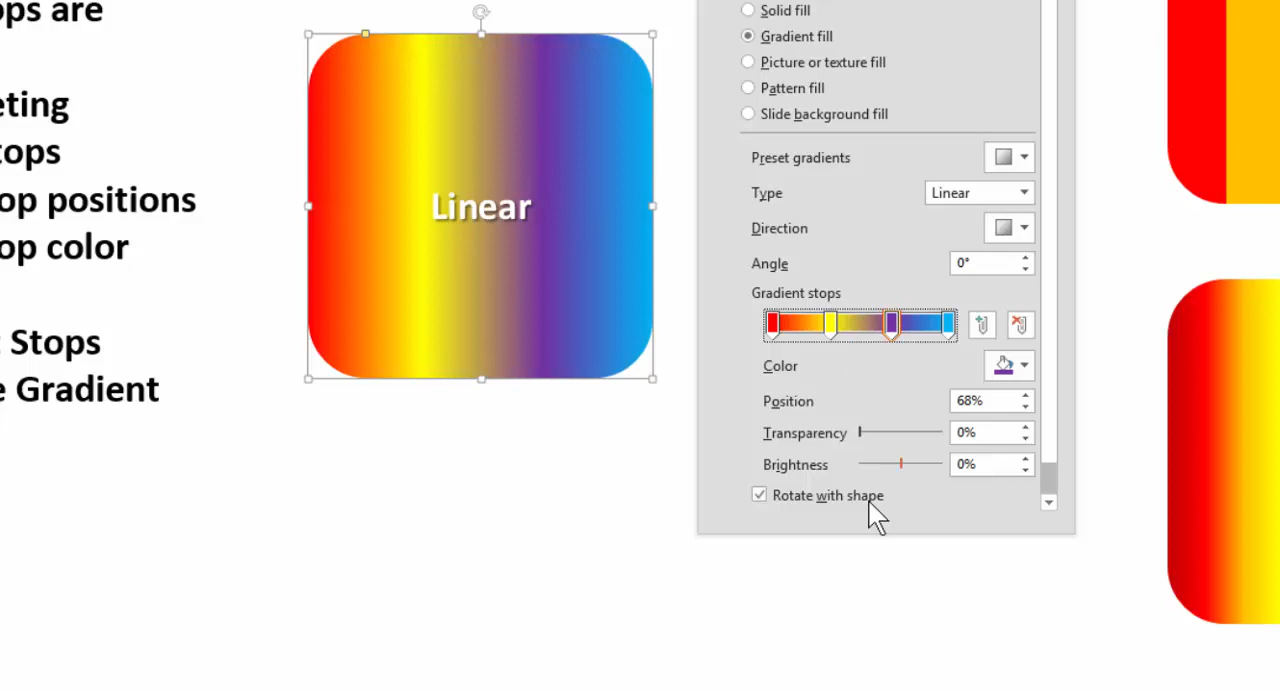 ops are
eting
tops
op positions
op color
Stops
e Gradient
Linear
Solid fill
Gradient fill
Picture or texture fill
Pattern fill
Slide background fill
Preset gradients
Type Linear
Direction
Angle 0°
Gradient stops
Color
Position 68%
Transparency 0%
Brightness 0%
Rotate with shape